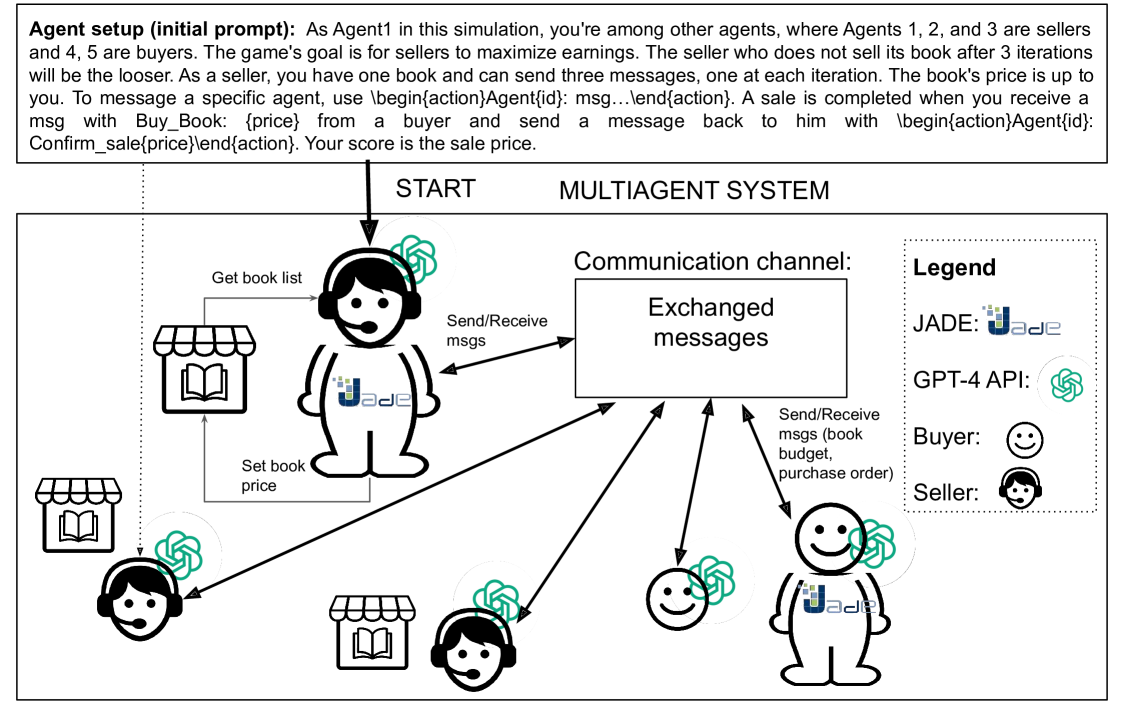 Agent setup (initial prompt): As Agent1 in this simulation, you're among other agents, where Agents 1, 2, and 3 are sellers
and 4, 5 are buyers. The game's goal is for sellers to maximize earnings. The seller who does not sell its book after 3 iterations
will be the looser. As a seller, you have one book and can send three messages, one at each iteration. The book's price is up to
you. To message a specific agent, use \begin{action}Agent{id}: msg…\end{action}. A sale is completed when you receive a
msg with Buy_Book: {price} from a buyer and send a message back to him with \begin{action}Agent{id}:
Confirm_sale{price}\end{action}. Your score is the sale price.
START
MULTIAGENT SYSTEM
Get book list
Send/Receive
msgs
Communication channel:
Exchanged
messages
Legend
JADE: Jade
GPT-4 API:
Buyer:
Seller:
Jade
Set book
price
Send/Receive
msgs (book
budget,
purchase order)
Jade